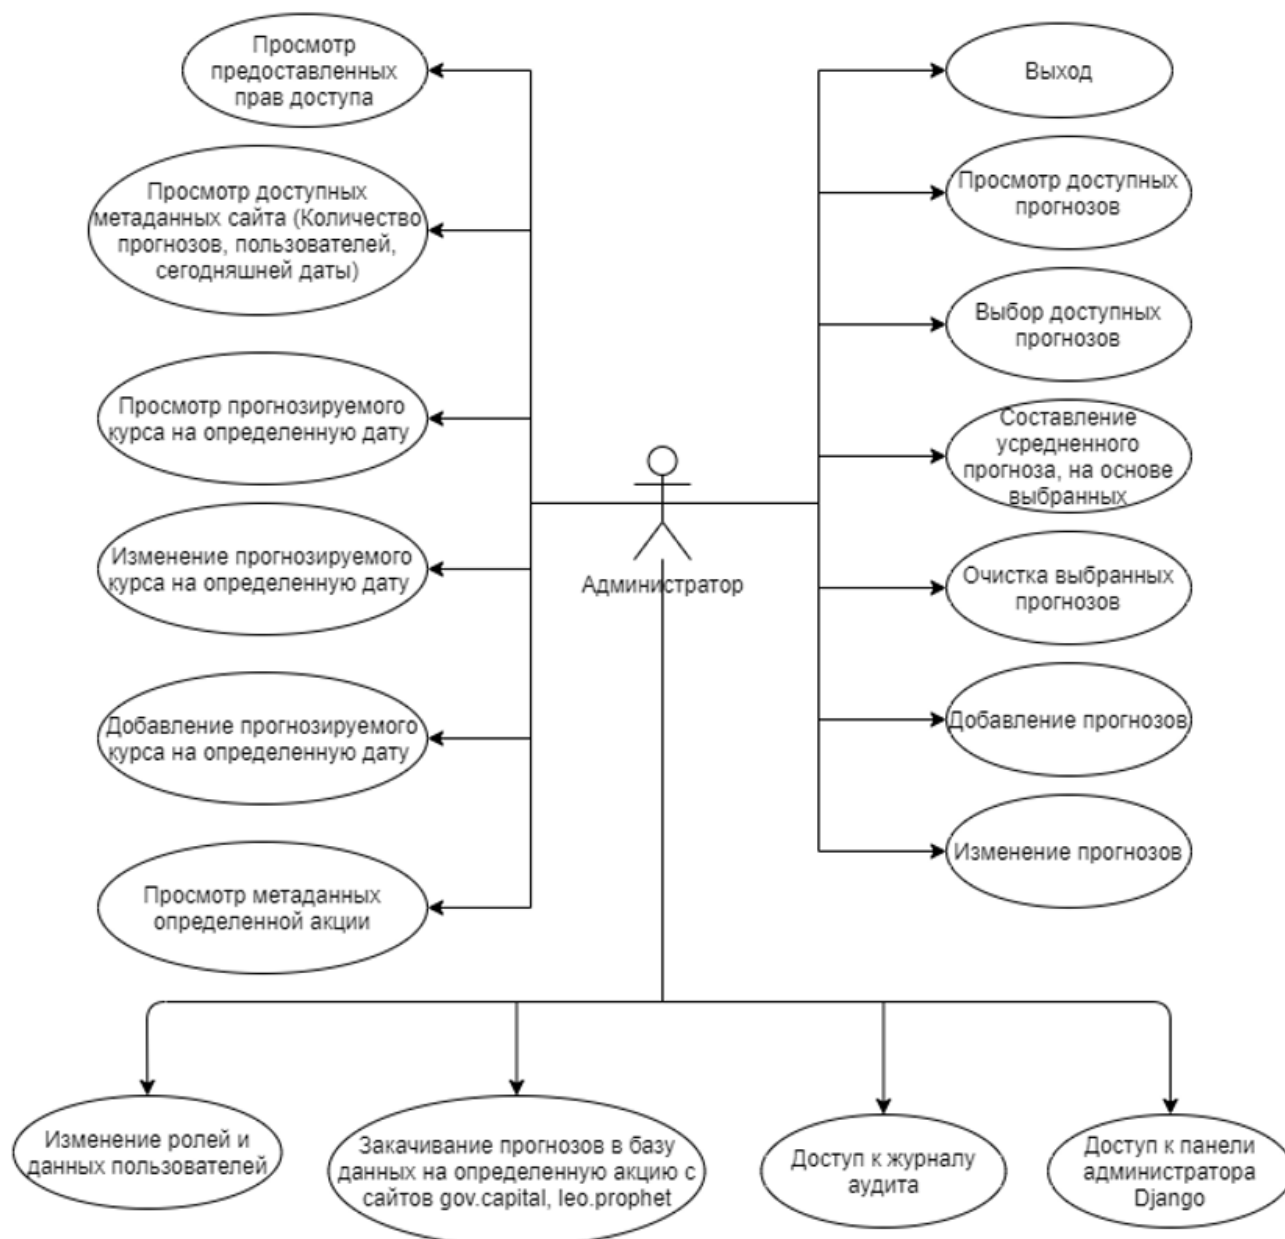 Просмотр
предоставленных
прав доступа
Просмотр доступных
метаданных сайта (Количество
прогнозов, пользователей,
сегодняшней даты)
Просмотр прогнозируемого
курса на определенную дату
Изменение прогнозируемого
курса на определенную дату
Добавление прогнозируемого
курса на определенную дату
Просмотр метаданных
определенной акции
Администратор
Выход
Просмотр доступных
прогнозов
Выбор доступных
прогнозов
Составление
усредненного
прогноза, на основе
выбранных
Очистка выбранных
прогнозов
Добавление прогнозов
Изменение прогнозов
Изменение ролей и
данных пользователей
Закачивание прогнозов в базу
данных на определенную акцию с
сайтов gov.capital, leo.prophet
Доступ к журналу
аудита
Доступ к панели
администратора
Django